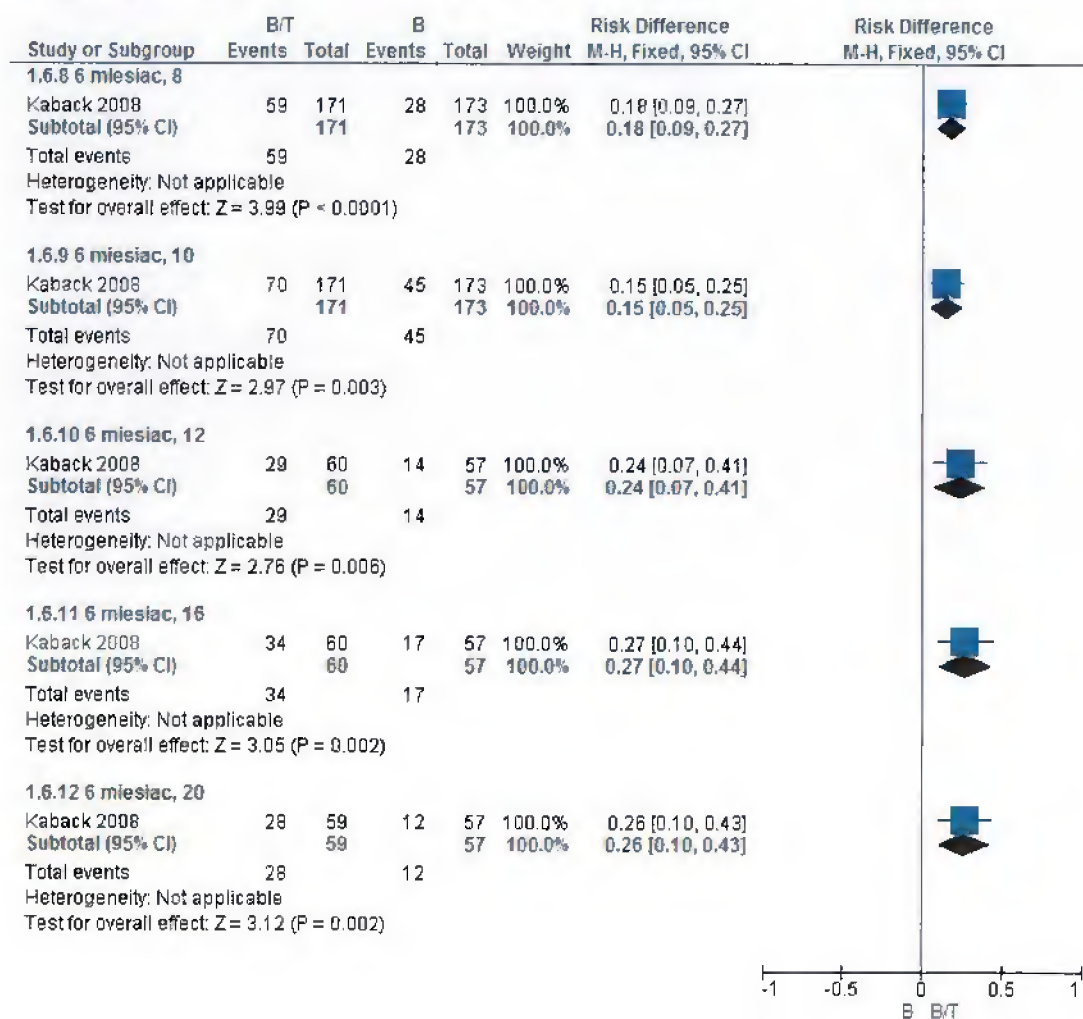 B/T B Risk Difference Risk Difference
Study or Subgroup Events Total Events Total Weight M-H, Fixed, 95% CI M-H, Fixed, 95% CI
1.6.8 6 miesiac, 8
Kaback 2008 59 171 28 173 100.0% 0.18 [0.09, 0.27]
Subtotal (95% CI) 171 173 100.0% 0.18 [0.09, 0.27]
Total events 59 28
Heterogeneity: Not applicable
Test for overall effect: Z = 3.99 (P < 0.0001)
1.6.9 6 miesiac, 10
Kaback 2008 70 171 45 173 100.0% 0.15 [0.05, 0.25]
Subtotal (95% CI) 171 173 100.0% 0.15 [0.05, 0.25]
Total events 70 45
Heterogeneity: Not applicable
Test for overall effect: Z = 2.97 (P = 0.003)
1.6.10 6 miesiac, 12
Kaback 2008 29 60 14 57 100.0% 0.24 [0.07, 0.41]
Subtotal (95% CI) 60 57 100.0% 0.24 [0.07, 0.41]
Total events 29 14
Heterogeneity: Not applicable
Test for overall effect: Z = 2.76 (P = 0.006)
1.6.11 6 miesiac, 16
Kaback 2008 34 60 17 57 100.0% 0.27 [0.10, 0.44]
Subtotal (95% CI) 60 57 100.0% 0.27 [0.10, 0.44]
Total events 34 17
Heterogeneity: Not applicable
Test for overall effect: Z = 3.05 (P = 0.002)
1.6.12 6 miesiac, 20
Kaback 2008 28 59 12 57 100.0% 0.26 [0.10, 0.43]
Subtotal (95% CI) 59 57 100.0% 0.26 [0.10, 0.43]
Total events 28 12
Heterogeneity: Not applicable
Test for overall effect: Z = 3.12 (P = 0.002)
-1 -0.5 0 0.5 1
B B/T